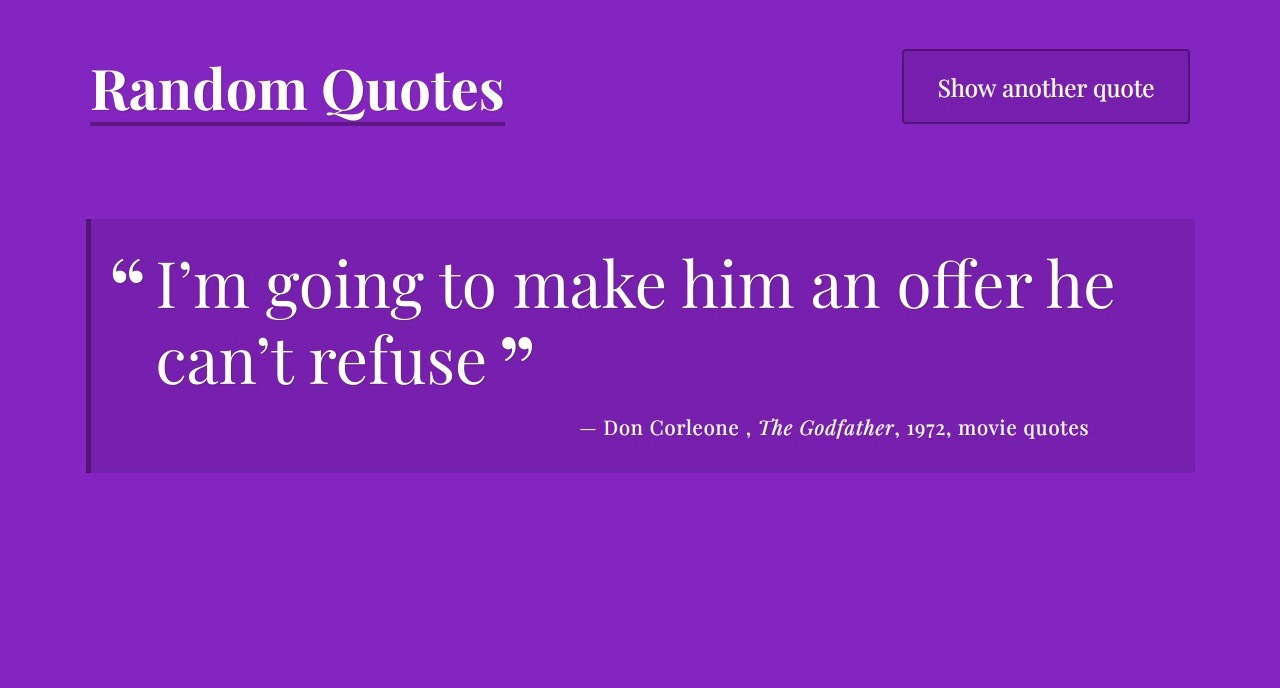 Random Quotes
Show another quote
“ I’m going to make him an offer he
can’t refuse ”
— Don Corleone , The Godfather, 1972, movie quotes